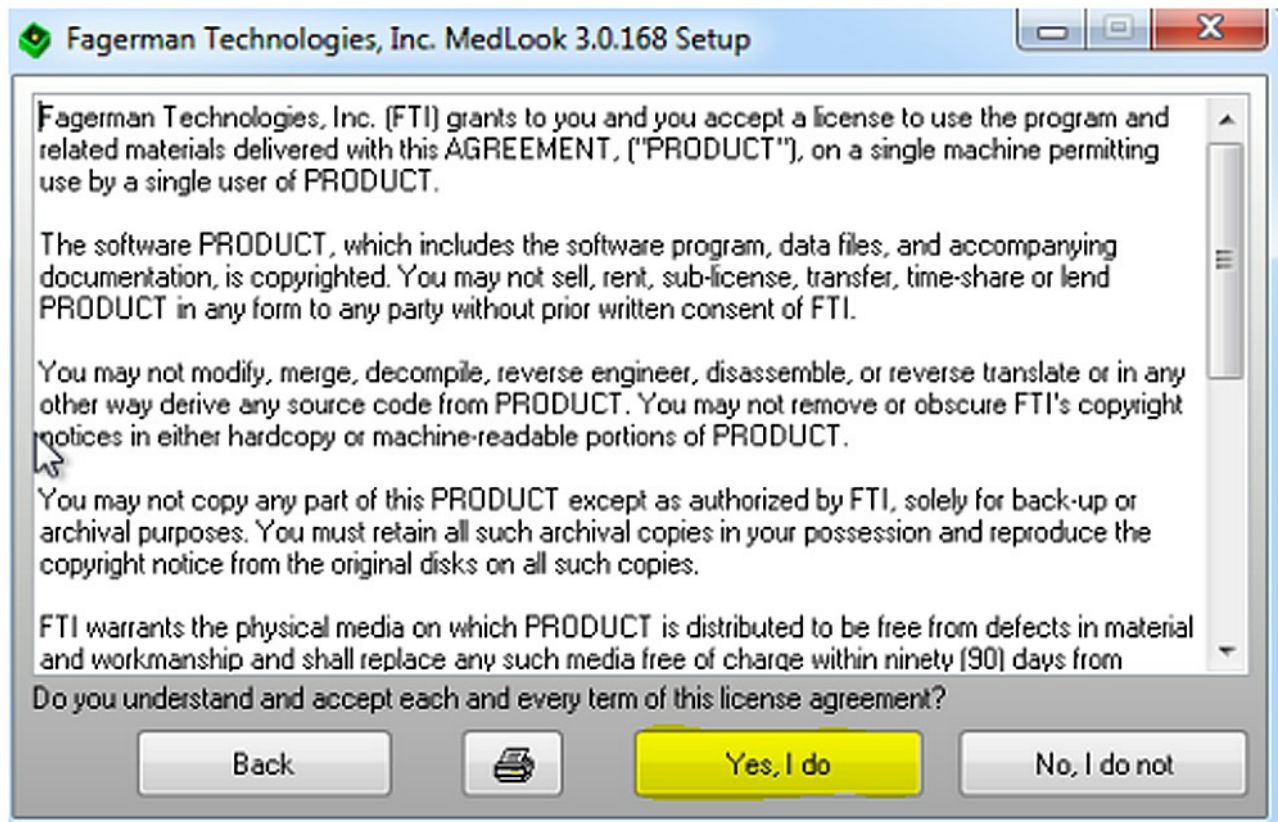 Fagerman Technologies, Inc. MedLook 3.0.168 Setup
Fagerman Technologies, Inc. (FTI) grants to you and you accept a license to use the program and
related materials delivered with this AGREEMENT, ("PRODUCT"), on a single machine permitting
use by a single user of PRODUCT.
The software PRODUCT, which includes the software program, data files, and accompanying
documentation, is copyrighted. You may not sell, rent, sub-license, transfer, time-share or lend
PRODUCT in any form to any party without prior written consent of FTI.
You may not modify, merge, decompile, reverse engineer, disassemble, or reverse translate or in any
other way derive any source code from PRODUCT. You may not remove or obscure FTI's copyright
notices in either hardcopy or machine-readable portions of PRODUCT.
You may not copy any part of this PRODUCT except as authorized by FTI, solely for back-up or
archival purposes. You must retain all such archival copies in your possession and reproduce the
copyright notice from the original disks on all such copies.
FTI warrants the physical media on which PRODUCT is distributed to be free from defects in material
and workmanship and shall replace any such media free of charge within ninety (90) days from
Do you understand and accept each and every term of this license agreement?
Back
Yes, I do
No, I do not